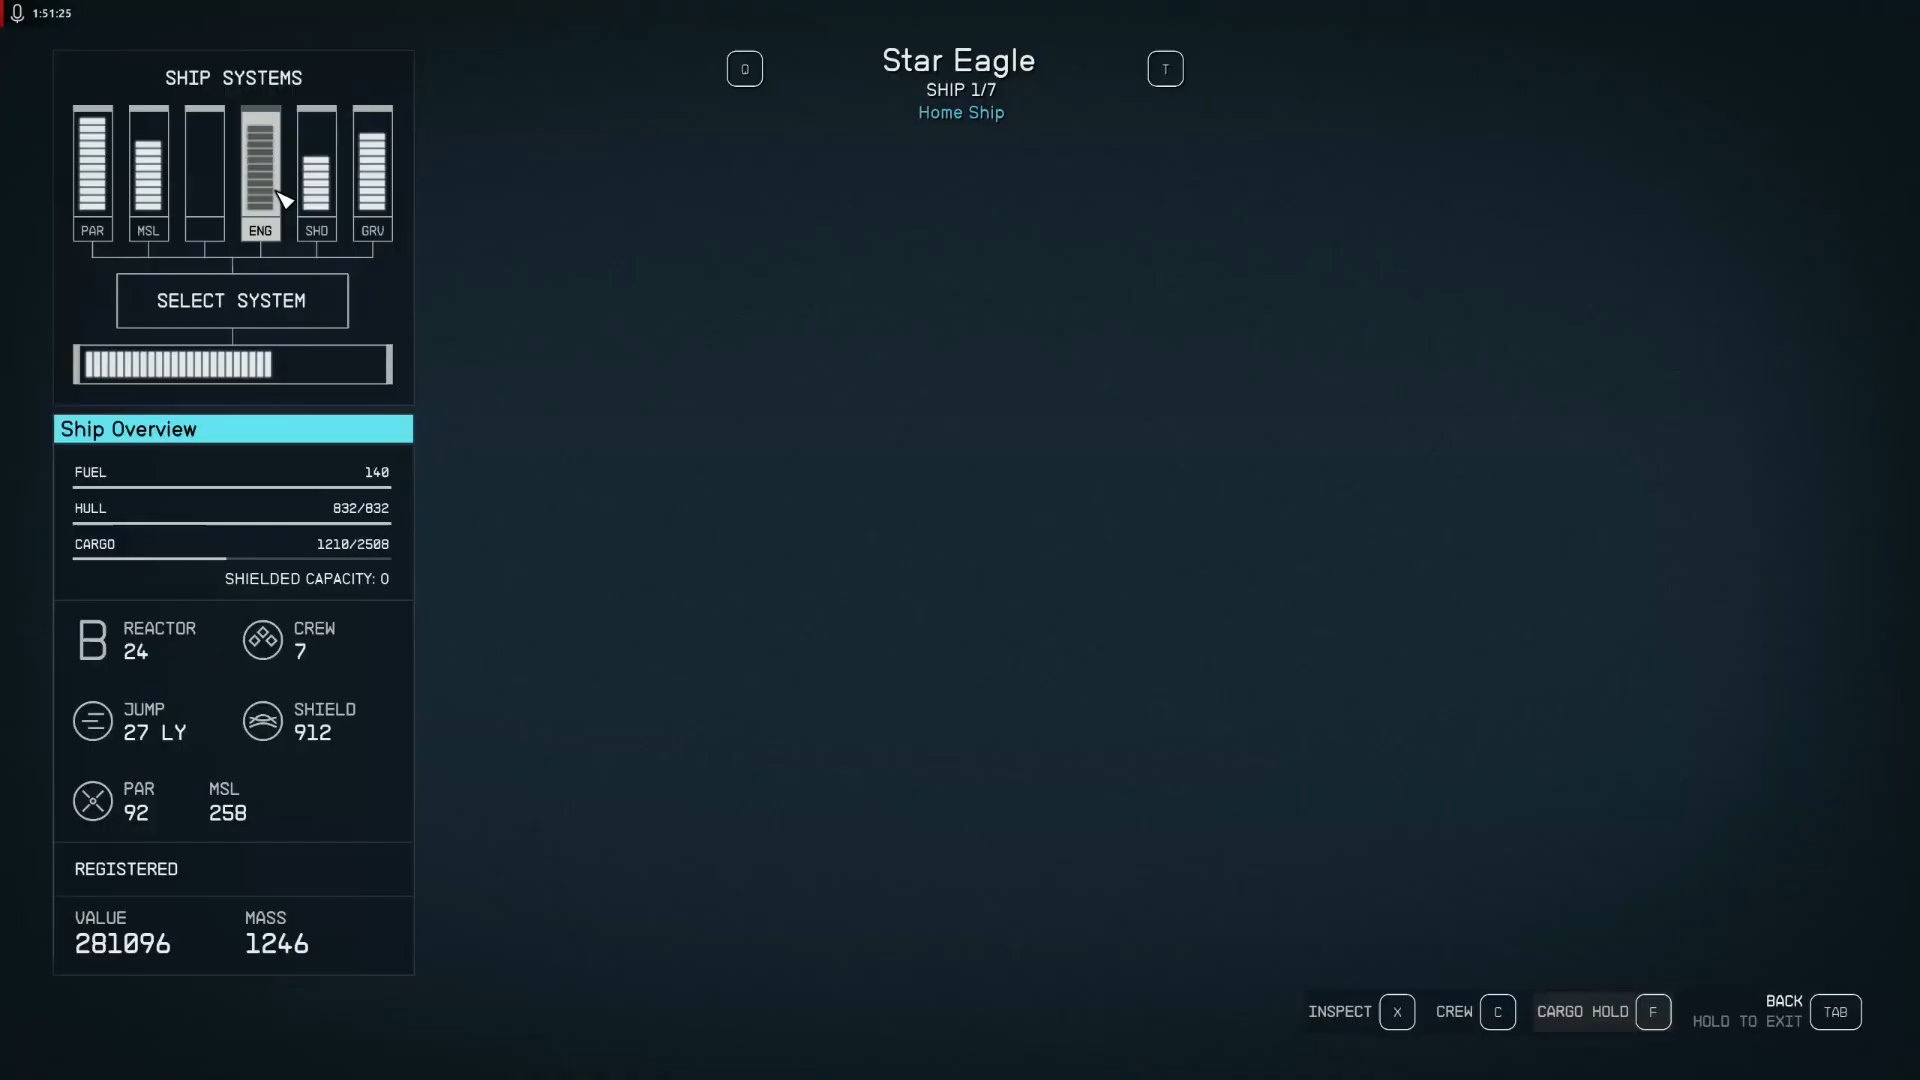 1:51:25
SHIP SYSTEMS
PAR MSL ENG SHD GRV
SELECT SYSTEM
Q
Star Eagle
T
SHIP 1/7
Home Ship
Ship Overview
FUEL 140
HULL 832/832
CARGO 1210/2508
SHIELDED CAPACITY: 0
B REACTOR CREW
24 7
JUMP SHIELD
27 LY 912
PAR MSL
92 258
REGISTERED
VALUE MASS
281096 1246
INSPECT X CREW C CARGO HOLD F BACK TAB
HOLD TO EXIT